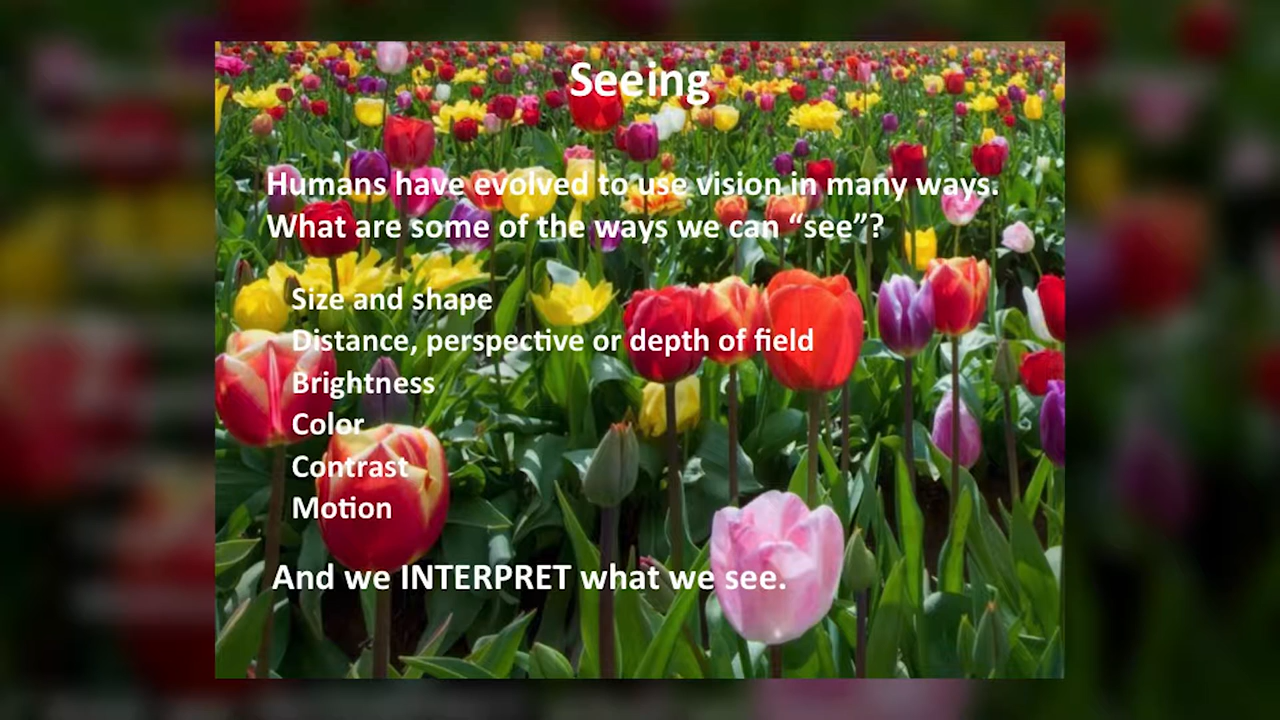 Seeing
Humans have evolved to use vision in many ways.
What are some of the ways we can “see”?
Size and shape
Distance, perspective or depth of field
Brightness
Color
Contrast
Motion
And we INTERPRET what we see.